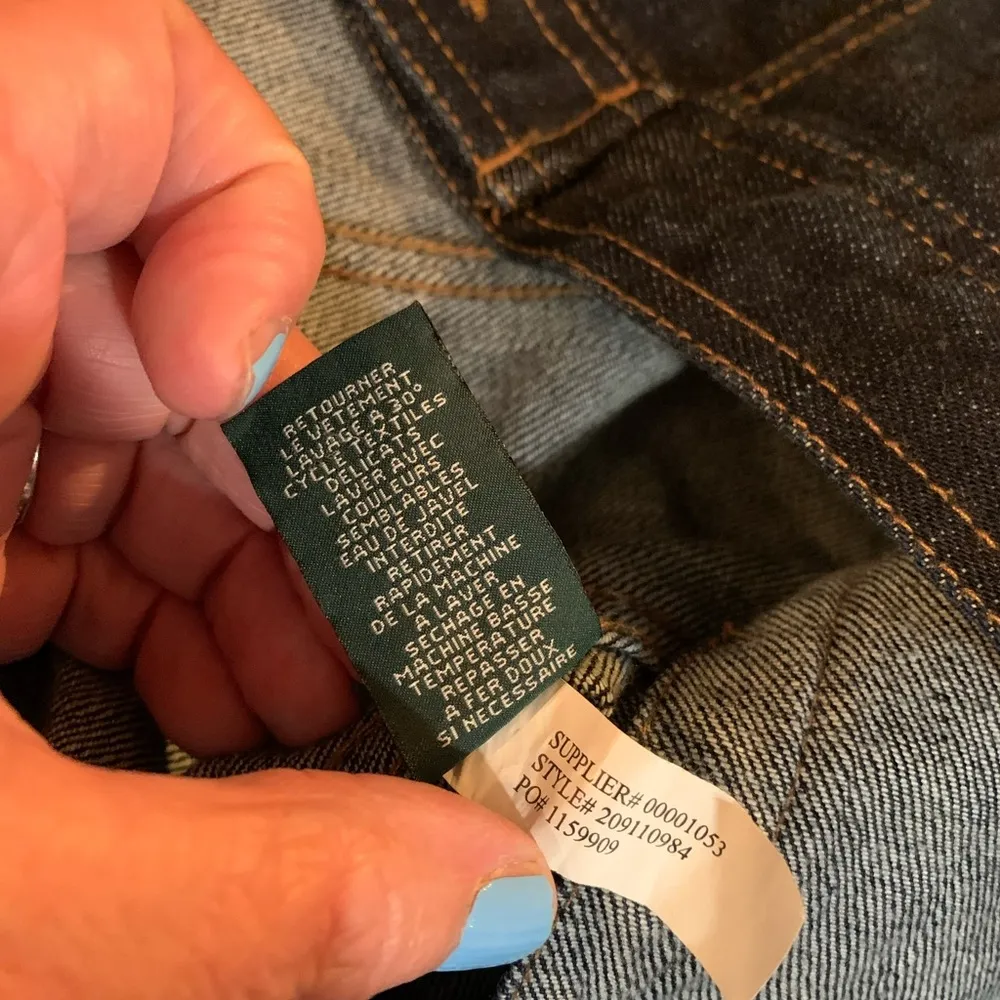 RETOURNER
LE VETEMENT
LAVAGE A 30°
CYCLE TEXTILES
DELICATS
LAVER AVEC
COULEURS
SEMBLABLES
EAU DE JAVEL
INTERDITE
RETIRER
RAPIDEMENT
DE LA MACHINE
A LAVER
SECHAGE EN
MACHINE BASSE
TEMPERATURE
REPASSER
A FER DOUX
SI NECESSAIRE
SUPPLIER# 00001053
STYLE# 209110984
PO# 1159909